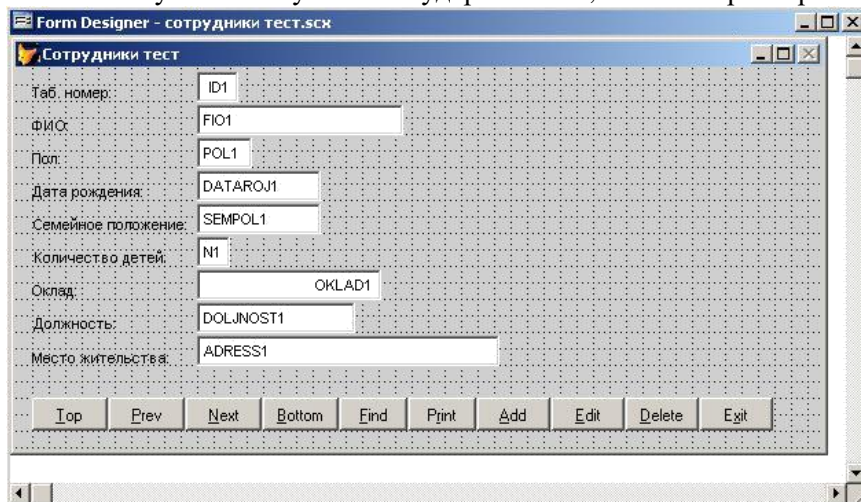 Form Designer - сотрудники тест.scx
Сотрудники тест
Таб. номер: ID1
ФИО: FIO1
Пол: POL1
Дата рождения: DATAROJ1
Семейное положение: SEMPOL1
Количество детей: N1
Оклад: OKLAD1
Должность: DOLJNOST1
Место жительства: ADRESS1
Top Prev Next Bottom Find Print Add Edit Delete Exit